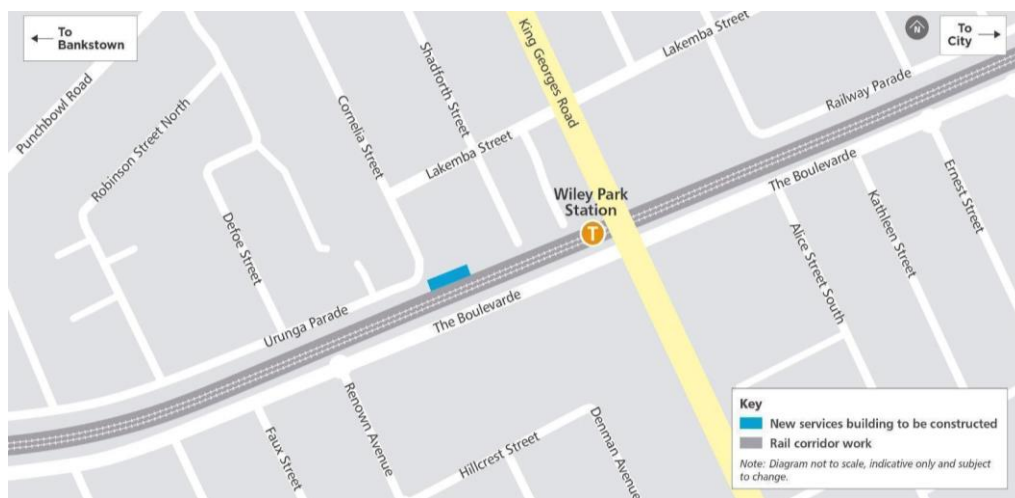 To
Bankstown
Punchbowl Road
Robinson Street North
Defoe Street
Cornelia Street
Shadforth Street
Lakemba Street
King Georges Road
Lakemba Street
N
To
City
Railway Parade
The Boulevarde
Wiley Park
Station
T
Urunga Parade
The Boulevarde
Alice Street South
Kathleen Street
Ernest Street
Faux Street
Renown Avenue
Hillcrest Street
Denman Avenue
Key
New services building to be constructed
Rail corridor work
Note: Diagram not to scale, indicative only and subject
to change.